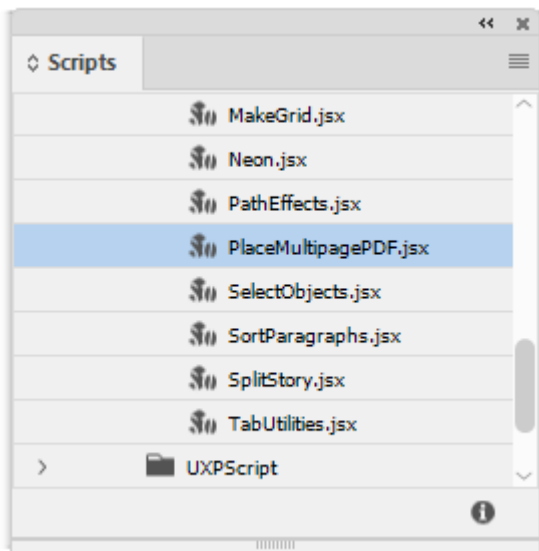 Scripts
MakeGrid.jsx
Neon.jsx
PathEffects.jsx
PlaceMultipagePDF.jsx
SelectObjects.jsx
SortParagraphs.jsx
SplitStory.jsx
TabUtilities.jsx
UXPScript